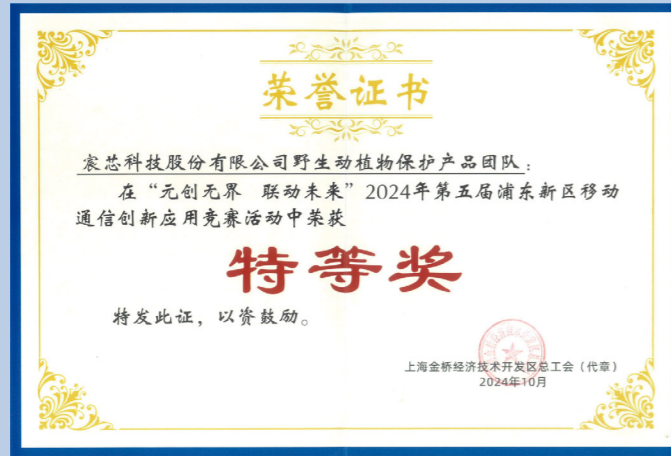 荣誉证书
宸芯科技股份有限公司野生动植物保护产品团队：
在“元创无界 联动未来”2024年第五届浦东新区移动
通信创新应用竞赛活动中荣获
特等奖
特发此证，以资鼓励。
上海金桥经济技术开发区总工会（代章）
2024年10月